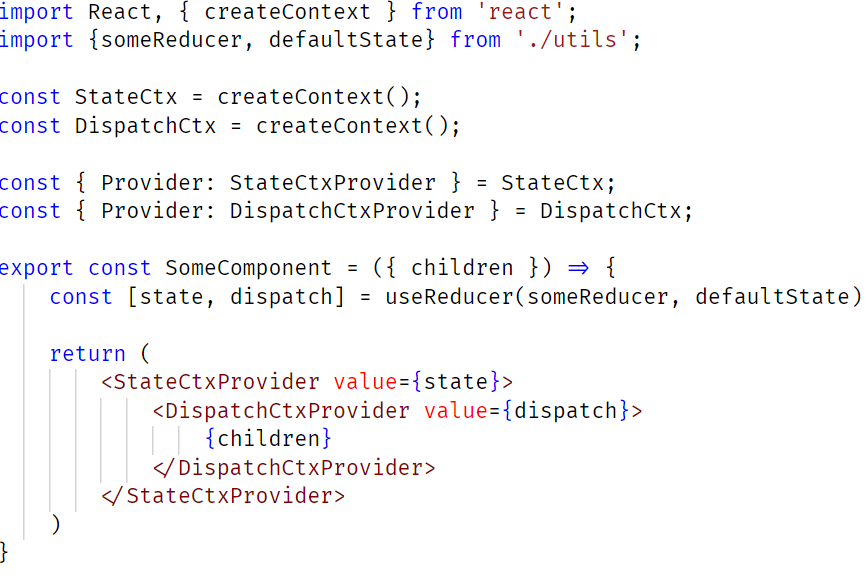 import React, { createContext } from 'react';
import {someReducer, defaultState} from './utils';

const StateCtx = createContext();
const DispatchCtx = createContext();

const { Provider: StateCtxProvider } = StateCtx;
const { Provider: DispatchCtxProvider } = DispatchCtx;

export const SomeComponent = ({ children }) => {
    const [state, dispatch] = useReducer(someReducer, defaultState)

    return (
        <StateCtxProvider value={state}>
            <DispatchCtxProvider value={dispatch}>
                {children}
            </DispatchCtxProvider>
        </StateCtxProvider>
    )
}